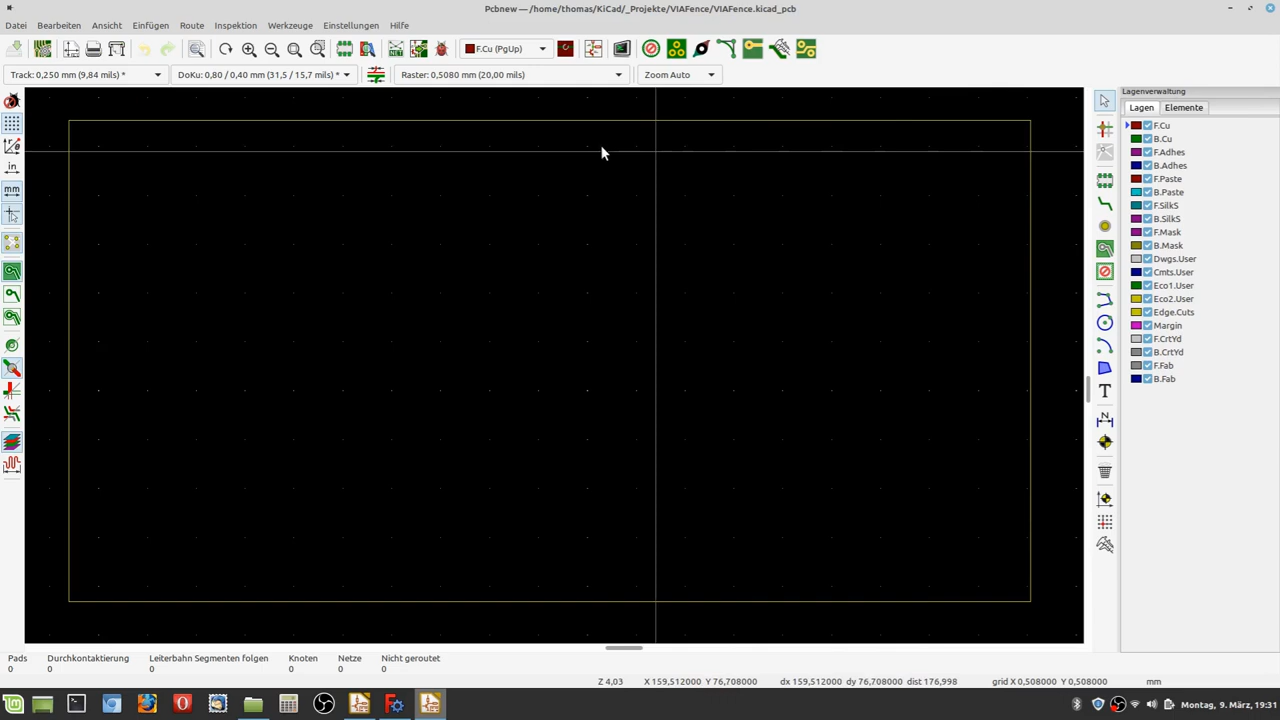 Pcbnew — /home/thomas/KiCad/_Projekte/VIAFence/VIAFence.kicad_pcb
Datei Bearbeiten Ansicht Einfügen Route Inspektion Werkzeuge Einstellungen Hilfe
F.Cu (PgUp)
Track: 0,250 mm (9,84 mils) * DoKu: 0,80 / 0,40 mm (31,5 / 15,7 mils) * Raster: 0,5080 mm (20,00 mils) Zoom Auto
Lagenverwaltung
Lagen Elemente
F.Cu
B.Cu
F.Adhes
B.Adhes
F.Paste
B.Paste
F.SilkS
B.SilkS
F.Mask
B.Mask
Dwgs.User
Cmts.User
Eco1.User
Eco2.User
Edge.Cuts
Margin
F.CrtYd
B.CrtYd
F.Fab
B.Fab
in
mm
T
N
Pads Durchkontaktierung Leiterbahn Segmenten folgen Knoten Netze Nicht geroutet
0 0 0 0 0 0
Z 4,03 X 159,512000 Y 76,708000 dx 159,512000 dy 76,708000 dist 176,998 grid X 0,508000 Y 0,508000 mm
Montag, 9. März, 19:31